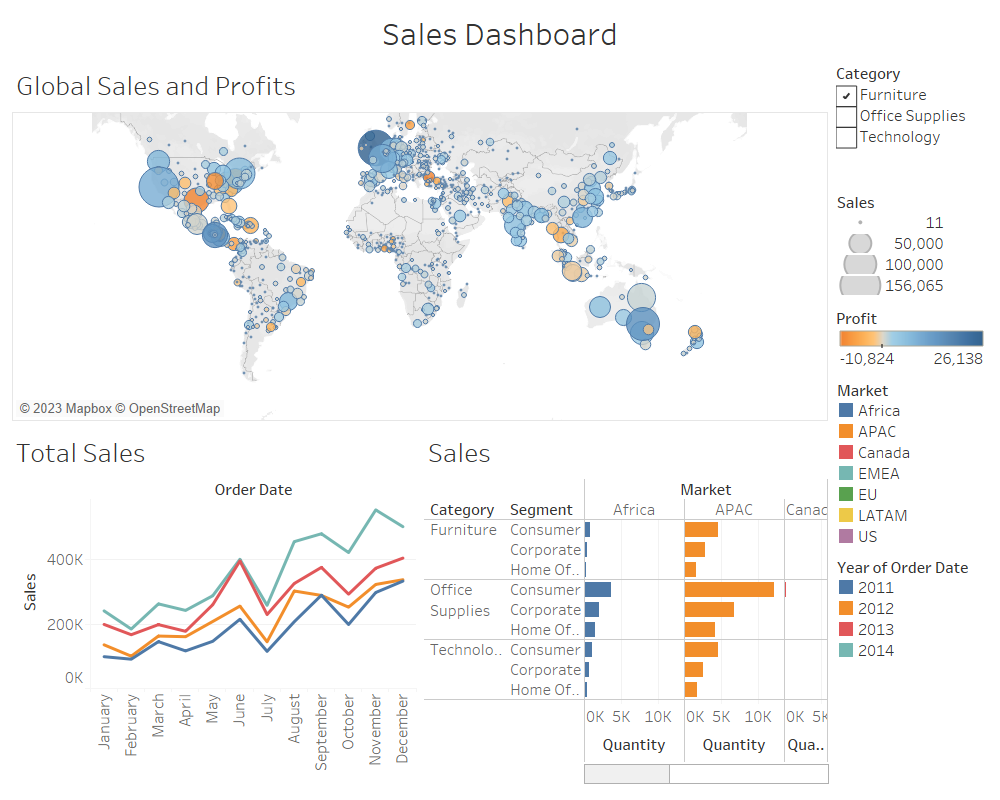 Sales Dashboard
Global Sales and Profits
© 2023 Mapbox © OpenStreetMap
Category
Furniture
Office Supplies
Technology
Sales
11
50,000
100,000
156,065
Profit
-10,824 26,138
Market
Africa
APAC
Canada
EMEA
EU
LATAM
US
Year of Order Date
2011
2012
2013
2014
Total Sales
Order Date
Sales
400K
200K
0K
January
February
March
April
May
June
July
August
September
October
November
December
Sales
Market
Category Segment Africa APAC Canac
Furniture Consumer
Corporate
Home Of..
Office Consumer
Supplies Corporate
Home Of..
Technolo.. Consumer
Corporate
Home Of..
0K 5K 10K 0K 5K 10K 0K 5K
Quantity Quantity Qua..